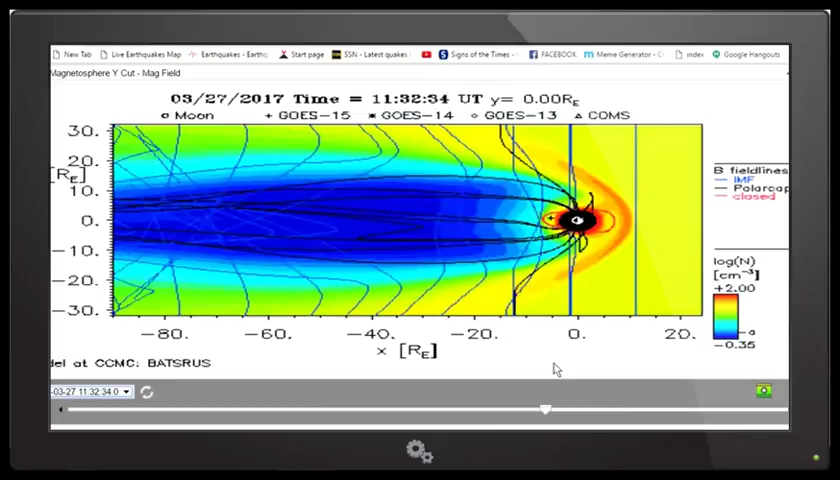 New Tab Live Earthquakes Map Earthquakes - Earthq Start page SSN - Latest quakes Signs of the Times - FACEBOOK Meme Generator - C index Google Hangouts
Magnetosphere Y Cut - Mag Field
03/27/2017 Time = 11:32:34 UT y= 0.00RE
Moon + GOES-15 GOES-14 GOES-13 COMS
30.
20.
10.
0.
-10.
-20.
-30.
[RE]
-80. -60. -40. -20. 0. 20.
x [RE]
B fieldlines
IMF
Polarcap
closed
log(N)
[cm⁻³]
+2.00
-0.35
del at CCMC: BATSRUS
-03-27 11:32:34.0